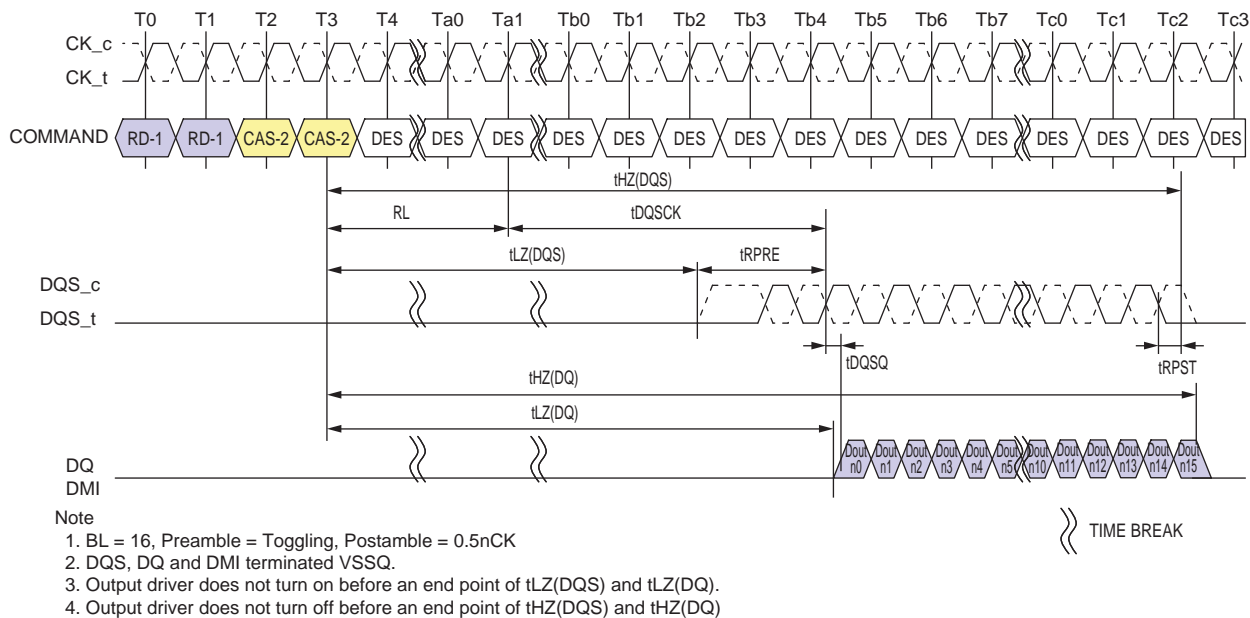 T0 T1 T2 T3 T4 Ta0 Ta1 Tb0 Tb1 Tb2 Tb3 Tb4 Tb5 Tb6 Tb7 Tc0 Tc1 Tc2 Tc3
CK_c
CK_t
COMMAND RD-1 RD-1 CAS-2 CAS-2 DES DES DES DES DES DES DES DES DES DES DES DES DES DES DES
tHZ(DQS)
RL tDQSCK
tLZ(DQS) tRPRE
DQS_c
DQS_t
tDQSQ tRPST
tHZ(DQ)
tLZ(DQ)
DQ Dout Dout Dout Dout Dout Dout Dout Dout Dout Dout Dout Dout
n0 n1 n2 n3 n4 n5 n10 n11 n12 n13 n14 n15
DMI
Note
1. BL = 16, Preamble = Toggling, Postamble = 0.5nCK
2. DQS, DQ and DMI terminated VSSQ.
3. Output driver does not turn on before an end point of tLZ(DQS) and tLZ(DQ).
4. Output driver does not turn off before an end point of tHZ(DQS) and tHZ(DQ)
TIME BREAK